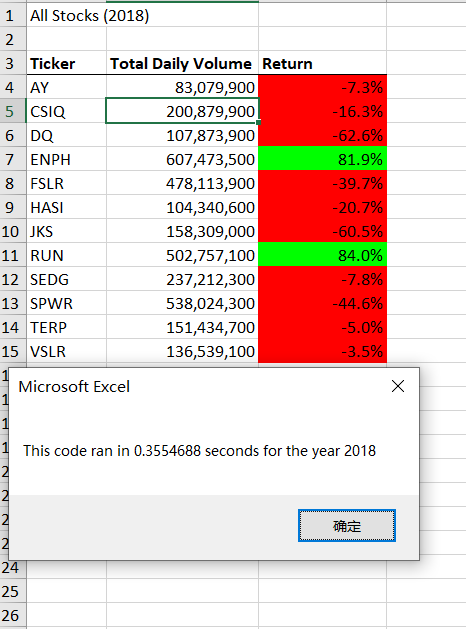 1 All Stocks (2018)
2
3 Ticker Total Daily Volume Return
4 AY 83,079,900 -7.3%
5 CSIQ 200,879,900 -16.3%
6 DQ 107,873,900 -62.6%
7 ENPH 607,473,500 81.9%
8 FSLR 478,113,900 -39.7%
9 HASI 104,340,600 -20.7%
10 JKS 158,309,000 -60.5%
11 RUN 502,757,100 84.0%
12 SEDG 237,212,300 -7.8%
13 SPWR 538,024,300 -44.6%
14 TERP 151,434,700 -5.0%
15 VSLR 136,539,100 -3.5%
Microsoft Excel
This code ran in 0.3554688 seconds for the year 2018
确定
24
25
26